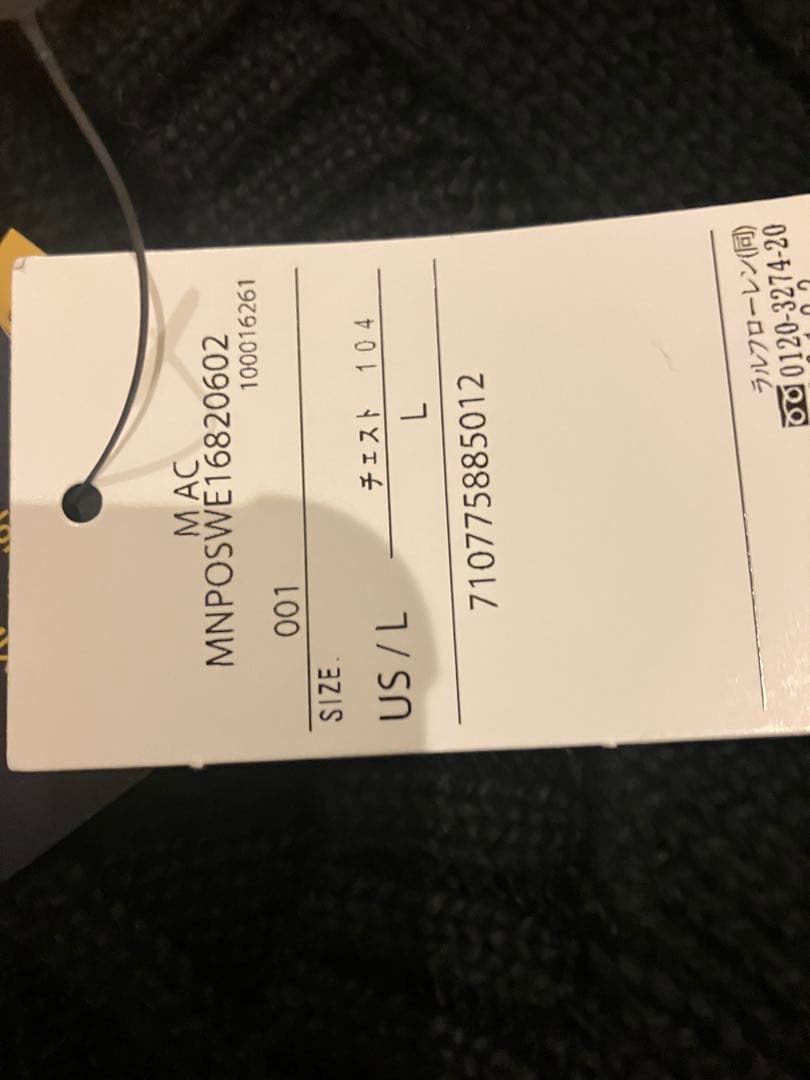 MAC
MNPOSWE16820602
100016261
001
SIZE.
チェスト 104
US / L
L
710775885012
ラルフローレン(同)
0120-3274-20